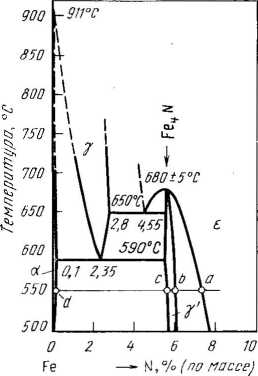 Температура, °С
900
850
800
750
700
650
600
550
500
911°С
γ
Fe₄N
680±5°С
650°С
2,8 4,55
ε
590°С
α
0,1 2,35
d c b a
γ'
0 2 4 6 8
Fe → N, % (по массе)